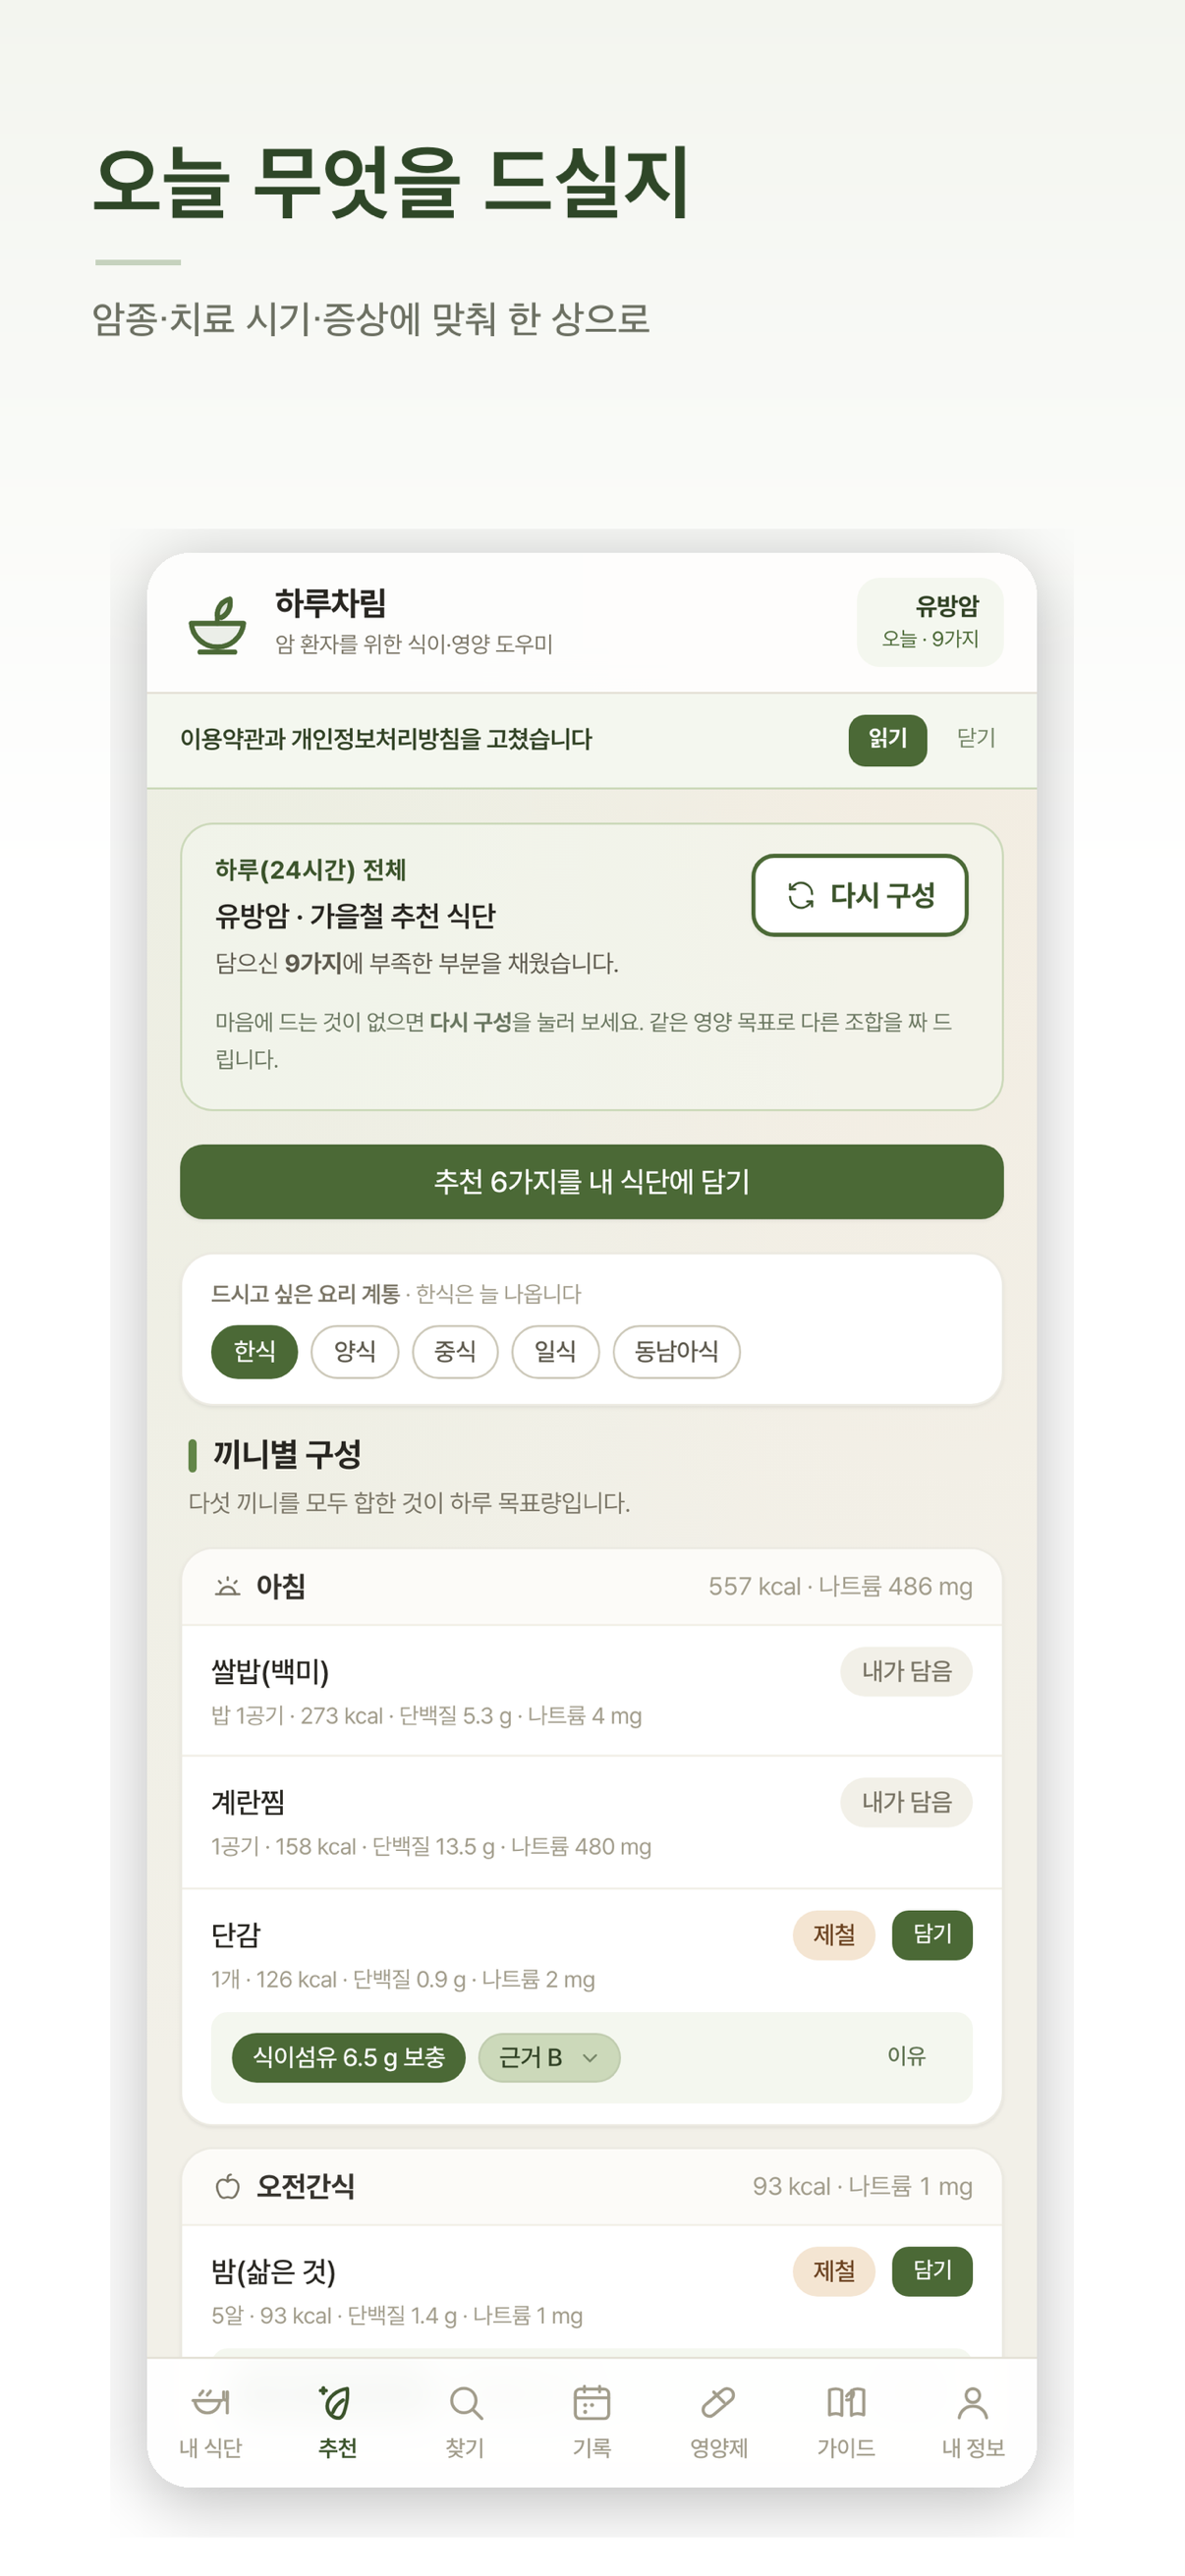 오늘 무엇을 드실지
암종·치료 시기·증상에 맞춰 한 상으로
하루차림
암 환자를 위한 식이·영양 도우미
유방암
오늘 · 9가지
이용약관과 개인정보처리방침을 고쳤습니다
읽기
닫기
하루(24시간) 전체
유방암 · 가을철 추천 식단
다시 구성
담으신 9가지에 부족한 부분을 채웠습니다.
마음에 드는 것이 없으면 다시 구성을 눌러 보세요. 같은 영양 목표로 다른 조합을 짜 드
립니다.
추천 6가지를 내 식단에 담기
드시고 싶은 요리 계통 · 한식은 늘 나옵니다
한식 양식 중식 일식 동남아식
끼니별 구성
다섯 끼니를 모두 합한 것이 하루 목표량입니다.
아침
557 kcal · 나트륨 486 mg
쌀밥(백미)
내가 담음
밥 1공기 · 273 kcal · 단백질 5.3 g · 나트륨 4 mg
계란찜
내가 담음
1공기 · 158 kcal · 단백질 13.5 g · 나트륨 480 mg
단감
제철
담기
1개 · 126 kcal · 단백질 0.9 g · 나트륨 2 mg
식이섬유 6.5 g 보충
근거 B
이유
오전간식
93 kcal · 나트륨 1 mg
밤(삶은 것)
제철
담기
5알 · 93 kcal · 단백질 1.4 g · 나트륨 1 mg
내 식단 추천 찾기 기록 영양제 가이드 내 정보